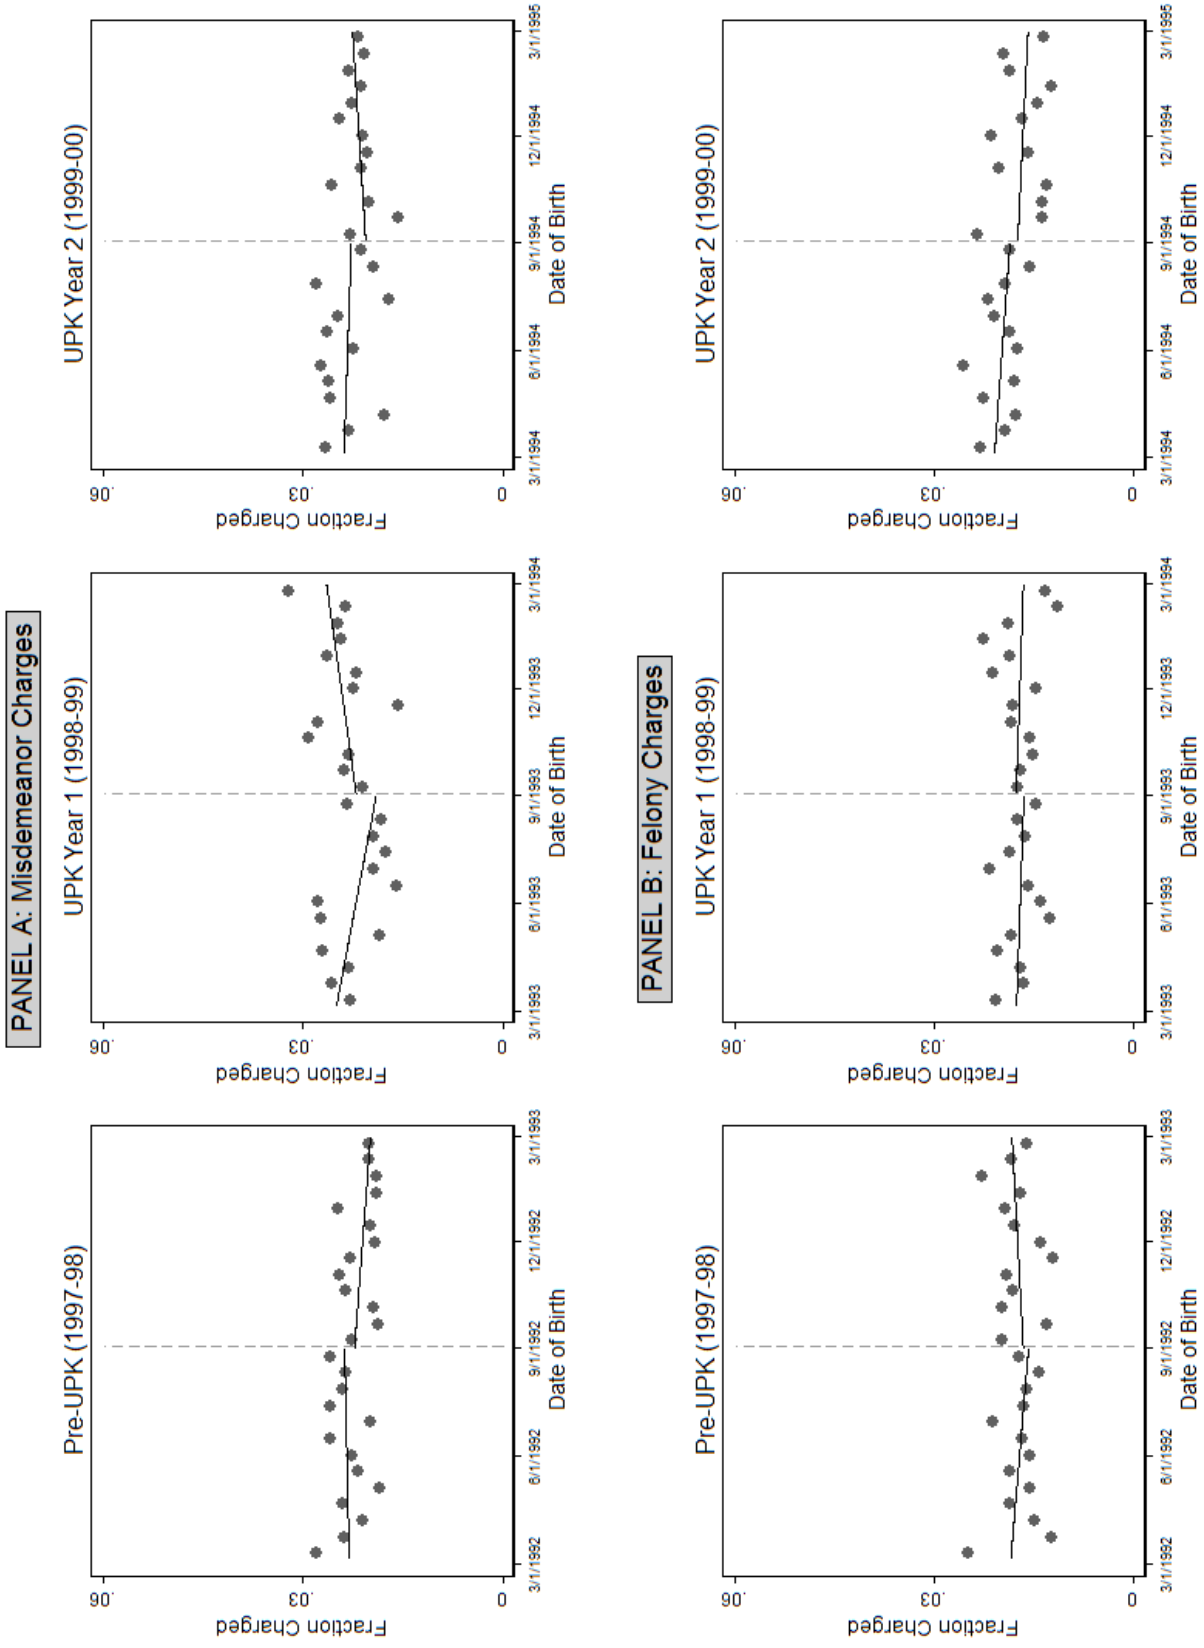 PANEL A: Misdemeanor Charges
Pre-UPK (1997-98)
Fraction Charged
.06
.03
0
3/1/1992
6/1/1992
9/1/1992
12/1/1992
3/1/1993
Date of Birth
UPK Year 1 (1998-99)
Fraction Charged
.06
.03
0
3/1/1993
6/1/1993
9/1/1993
12/1/1993
3/1/1994
Date of Birth
UPK Year 2 (1999-00)
Fraction Charged
.06
.03
0
3/1/1994
6/1/1994
9/1/1994
12/1/1994
3/1/1995
Date of Birth
PANEL B: Felony Charges
Pre-UPK (1997-98)
Fraction Charged
.06
.03
0
3/1/1992
6/1/1992
9/1/1992
12/1/1992
3/1/1993
Date of Birth
UPK Year 1 (1998-99)
Fraction Charged
.06
.03
0
3/1/1993
6/1/1993
9/1/1993
12/1/1993
3/1/1994
Date of Birth
UPK Year 2 (1999-00)
Fraction Charged
.06
.03
0
3/1/1994
6/1/1994
9/1/1994
12/1/1994
3/1/1995
Date of Birth